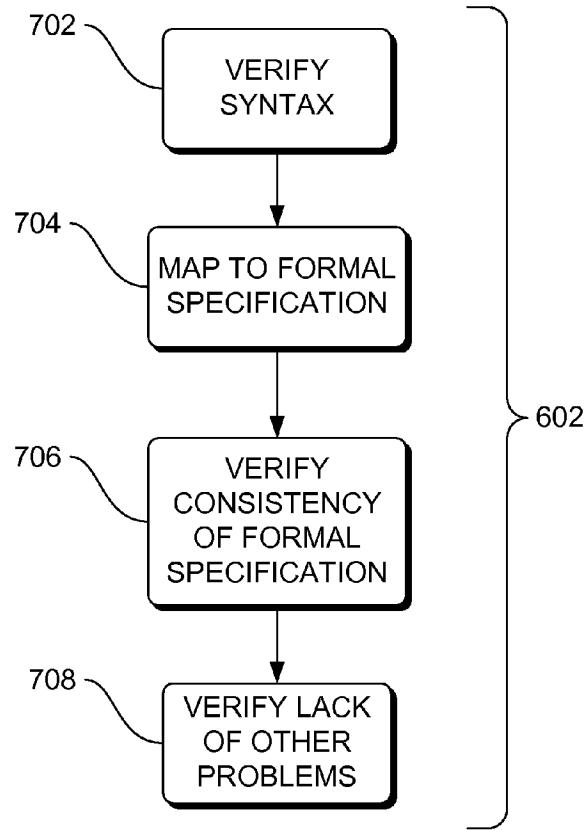 702
VERIFY
SYNTAX
704
MAP TO FORMAL
SPECIFICATION
602
706
VERIFY
CONSISTENCY
OF FORMAL
SPECIFICATION
708
VERIFY LACK
OF OTHER
PROBLEMS